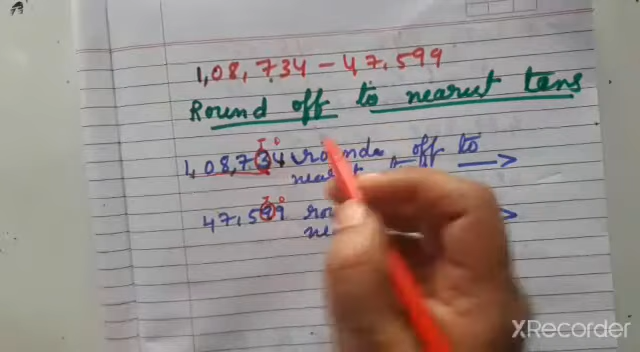 1,08,734 - 47,599
Round off to nearest tens
T O
1,08,734 rounds off to
nearest
T O
47,599
XRecorder